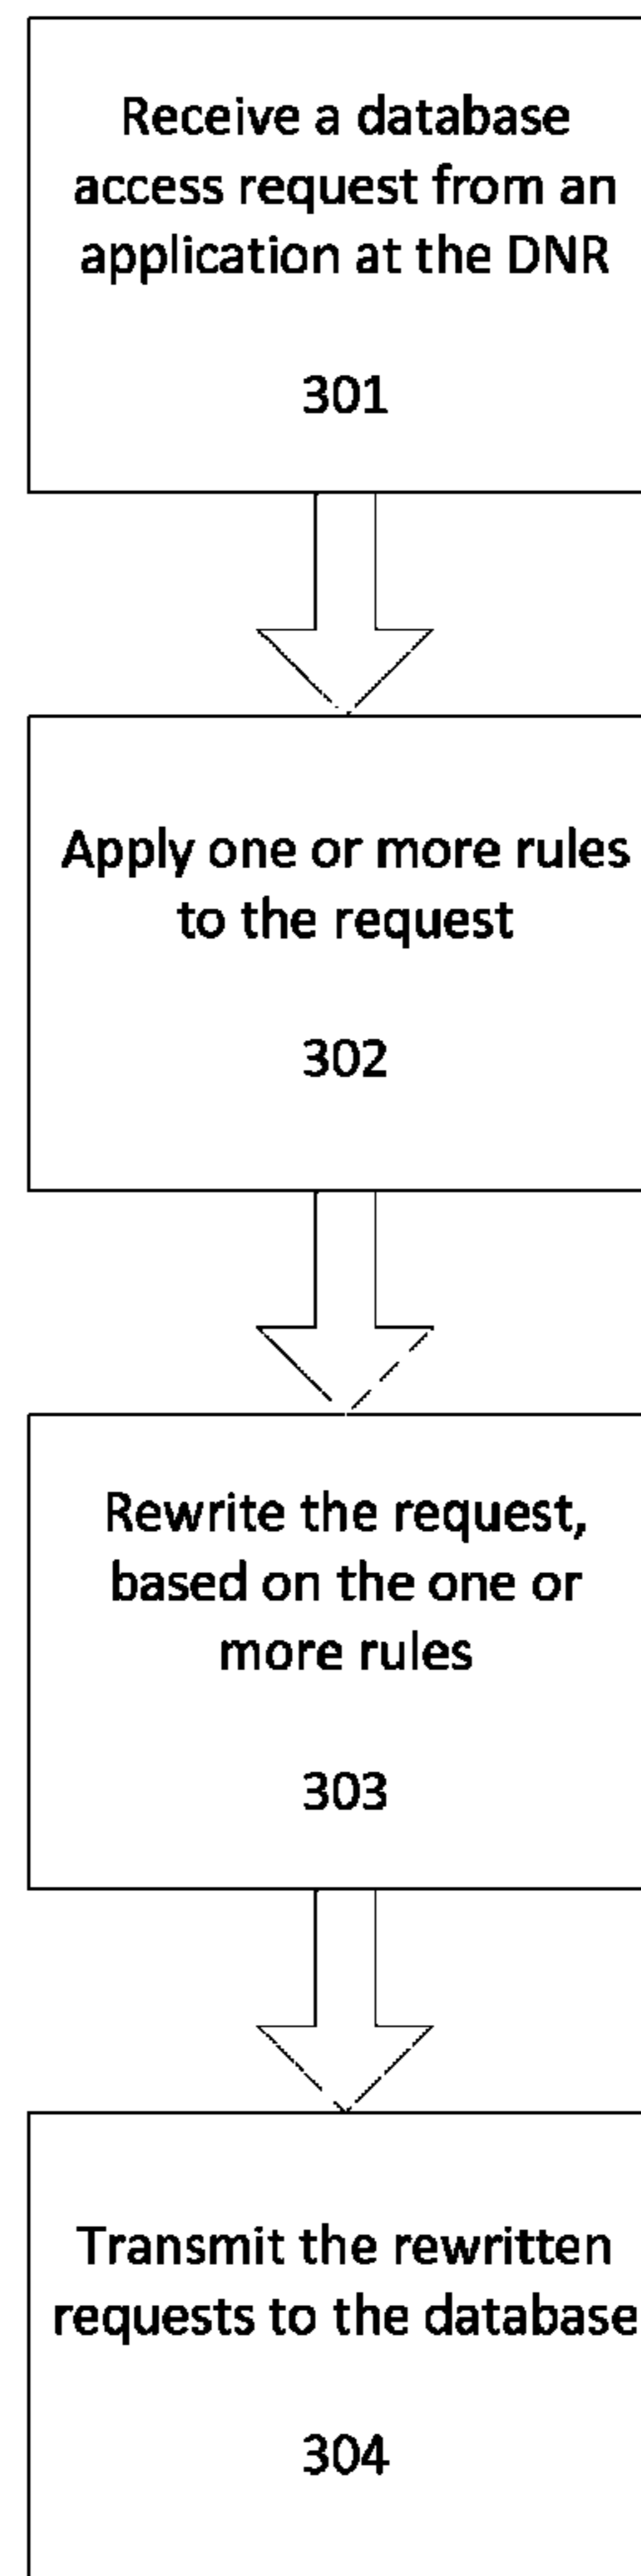 Receive a database
access request from an
application at the DNR
301
Apply one or more rules
to the request
302
Rewrite the request,
based on the one or
more rules
303
Transmit the rewritten
requests to the database
304